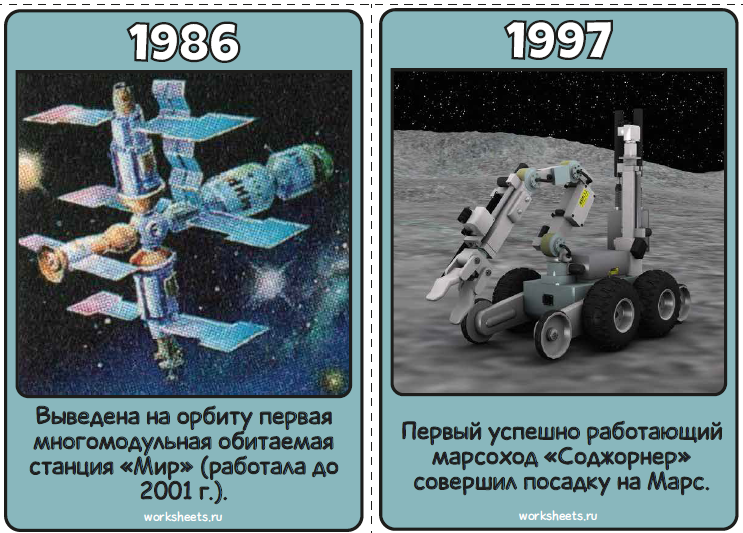 1986
Выведена на орбиту первая
многомодульная обитаемая
станция «Мир» (работала до
2001 г.).
worksheets.ru
1997
Первый успешно работающий
марсоход «Соджорнер»
совершил посадку на Марс.
worksheets.ru